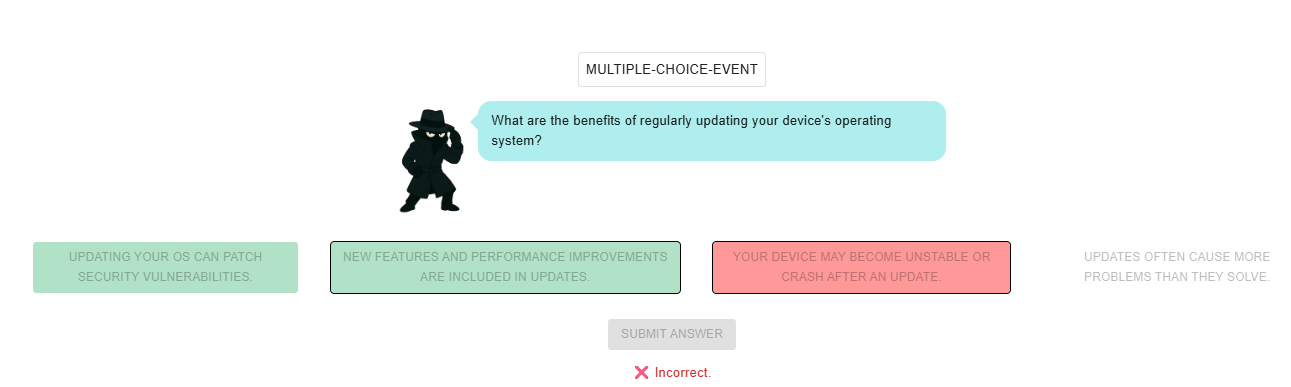 MULTIPLE-CHOICE-EVENT
What are the benefits of regularly updating your device's operating
system?
UPDATING YOUR OS CAN PATCH
SECURITY VULNERABILITIES.
NEW FEATURES AND PERFORMANCE IMPROVEMENTS
ARE INCLUDED IN UPDATES.
YOUR DEVICE MAY BECOME UNSTABLE OR
CRASH AFTER AN UPDATE.
UPDATES OFTEN CAUSE MORE
PROBLEMS THAN THEY SOLVE.
SUBMIT ANSWER
Incorrect.